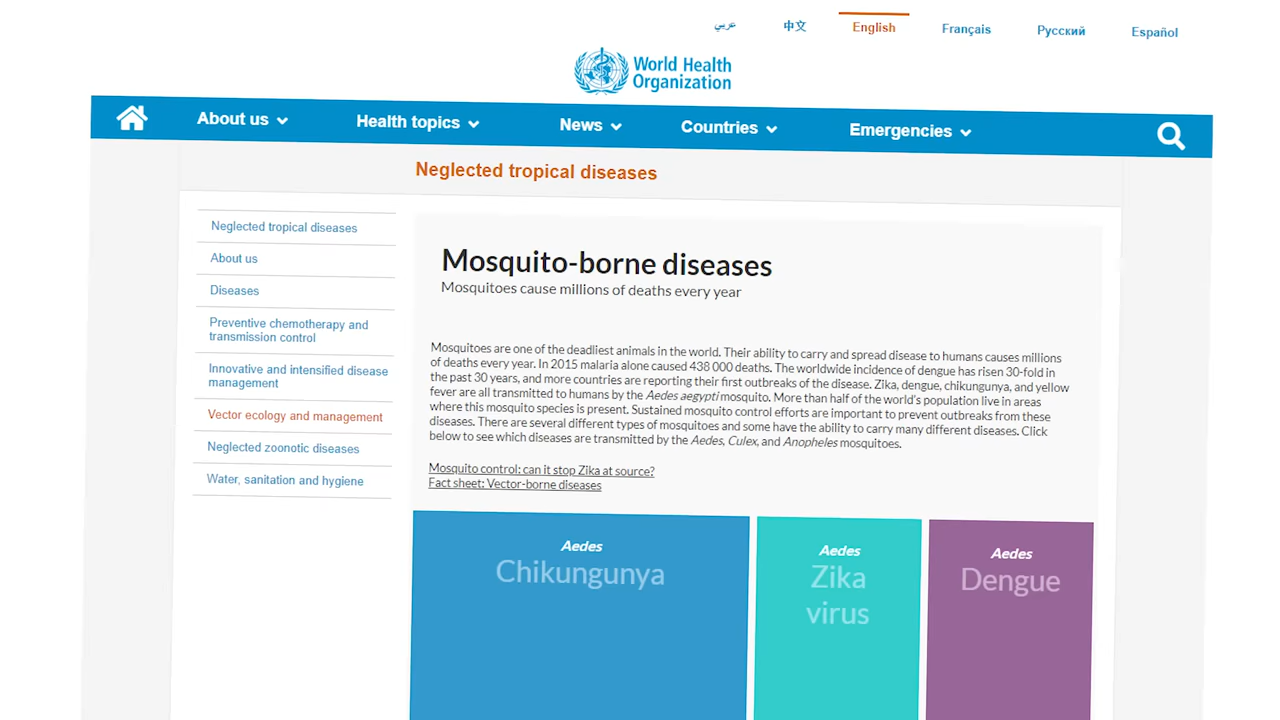 عربي
中文
English
Français
Русский
Español
World Health
Organization
About us
Health topics
News
Countries
Emergencies
Neglected tropical diseases
Neglected tropical diseases
About us
Diseases
Preventive chemotherapy and
transmission control
Innovative and intensified disease
management
Vector ecology and management
Neglected zoonotic diseases
Water, sanitation and hygiene
Mosquito-borne diseases
Mosquitoes cause millions of deaths every year
Mosquitoes are one of the deadliest animals in the world. Their ability to carry and spread disease to humans causes millions
of deaths every year. In 2015 malaria alone caused 438 000 deaths. The worldwide incidence of dengue has risen 30-fold in
the past 30 years, and more countries are reporting their first outbreaks of the disease. Zika, dengue, chikungunya, and yellow
fever are all transmitted to humans by the Aedes aegypti mosquito. More than half of the world's population live in areas
where this mosquito species is present. Sustained mosquito control efforts are important to prevent outbreaks from these
diseases. There are several different types of mosquitoes and some have the ability to carry many different diseases. Click
below to see which diseases are transmitted by the Aedes, Culex, and Anopheles mosquitoes.
Mosquito control: can it stop Zika at source?
Fact sheet: Vector-borne diseases
Aedes
Chikungunya
Aedes
Zika
virus
Aedes
Dengue